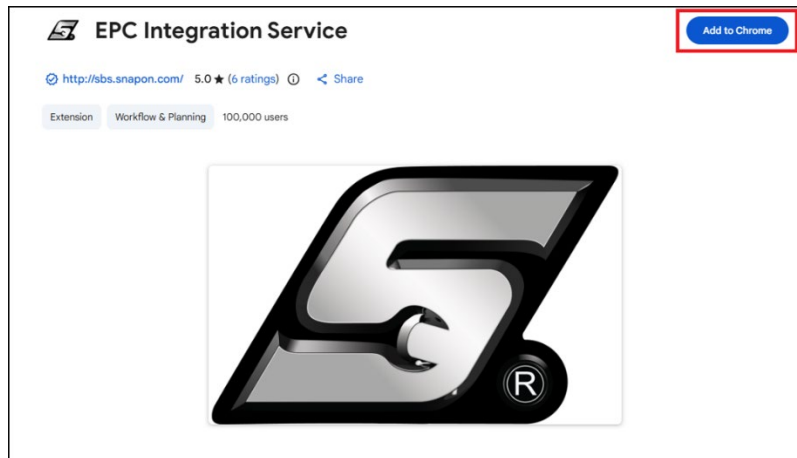 EPC Integration Service
Add to Chrome
http://sbs.snapon.com/ 5.0 ★ (6 ratings) Share
Extension Workflow & Planning 100,000 users
®